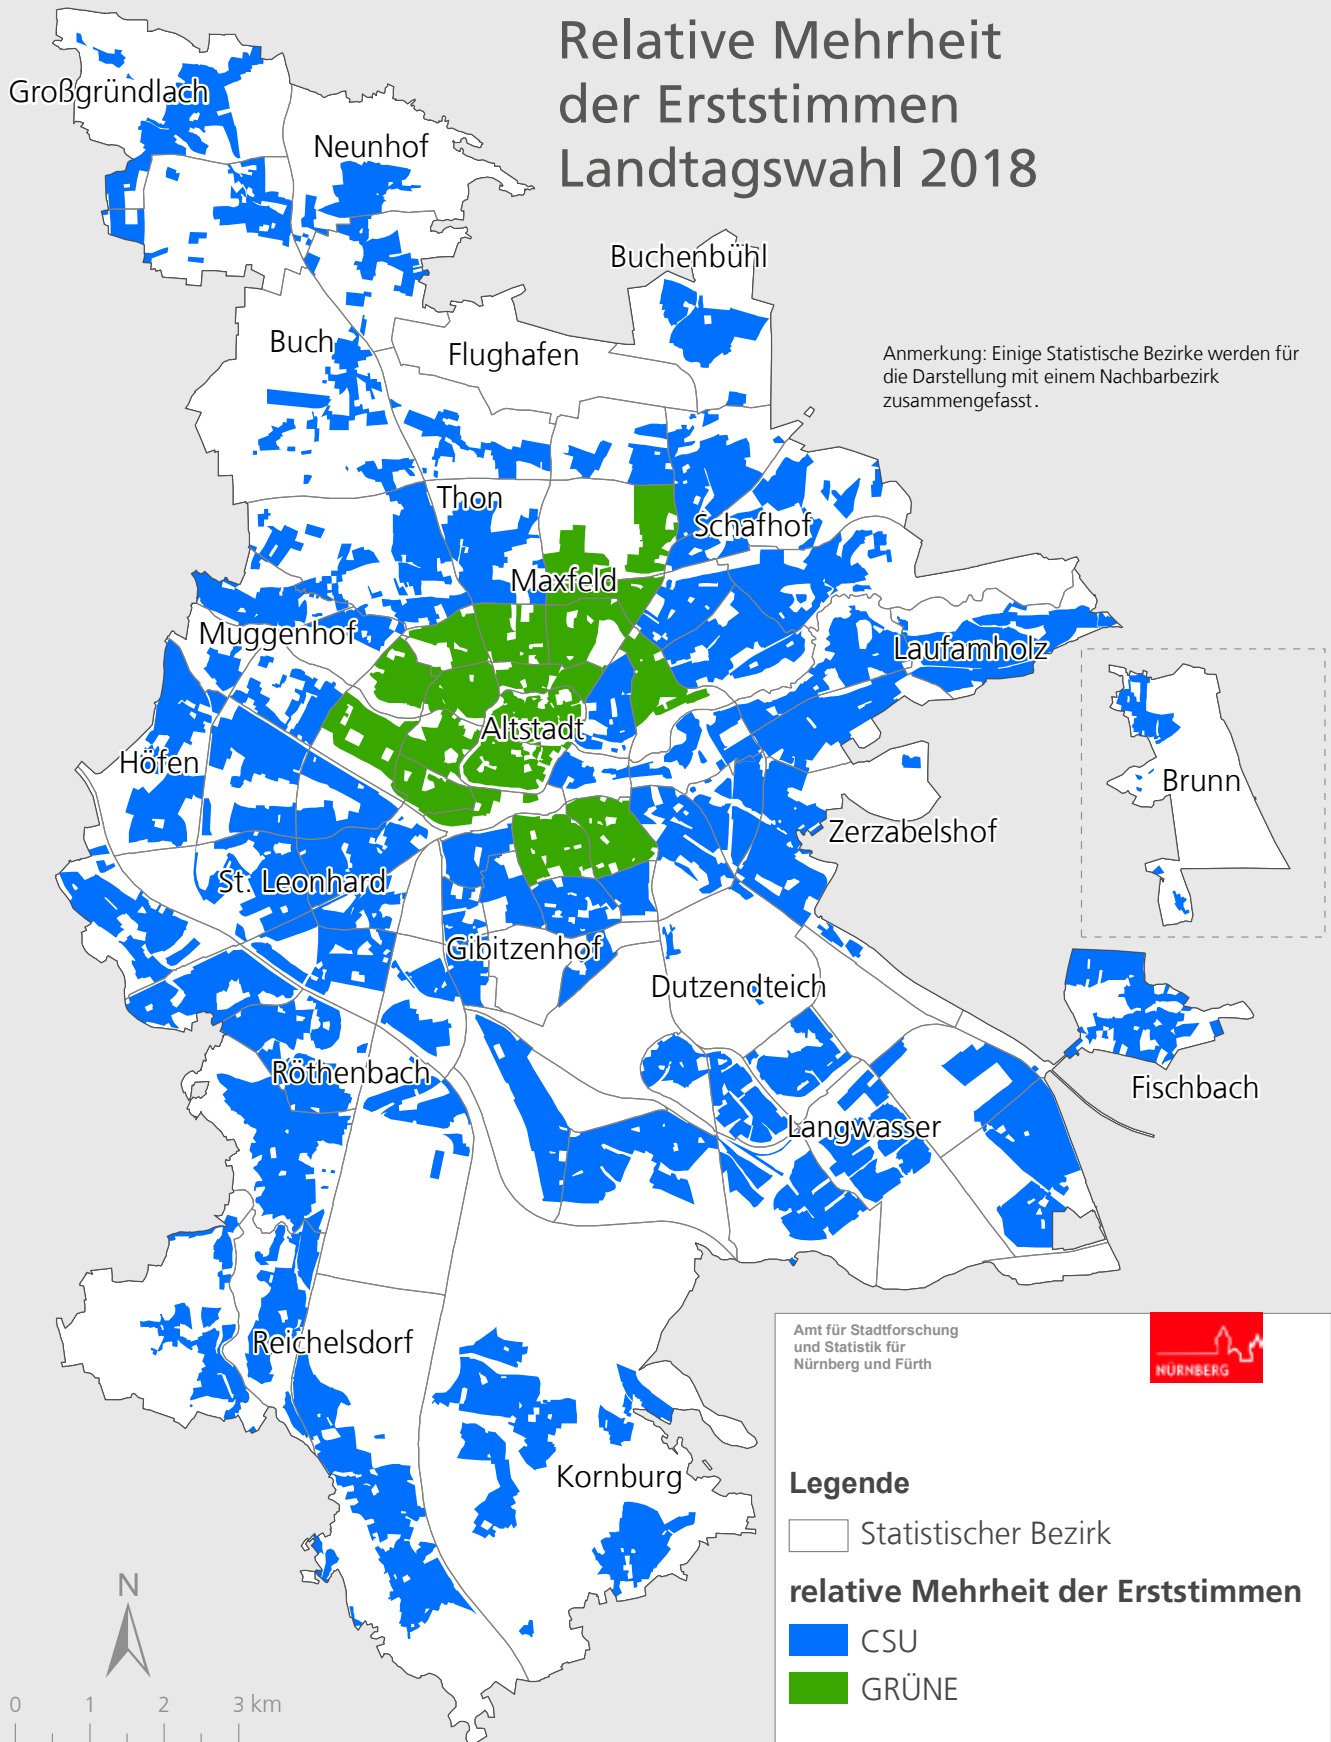 Relative Mehrheit
der Erststimmen
Landtagswahl 2018
Großgründlach
Neunhof
Buchenbühl
Buch
Flughafen
Anmerkung: Einige Statistische Bezirke werden für
die Darstellung mit einem Nachbarbezirk
zusammengefasst.
Thon
Schafhof
Maxfeld
Muggenhof
Laufamholz
Altstadt
Höfen
Brunn
Zerzabelshof
St. Leonhard
Gibitzenhof
Dutzendteich
Röthenbach
Fischbach
Langwasser
Reichelsdorf
Kornburg
Amt für Stadtforschung
und Statistik für
Nürnberg und Fürth
NÜRNBERG
Legende
Statistischer Bezirk
relative Mehrheit der Erststimmen
CSU
GRÜNE
N
0 1 2 3 km